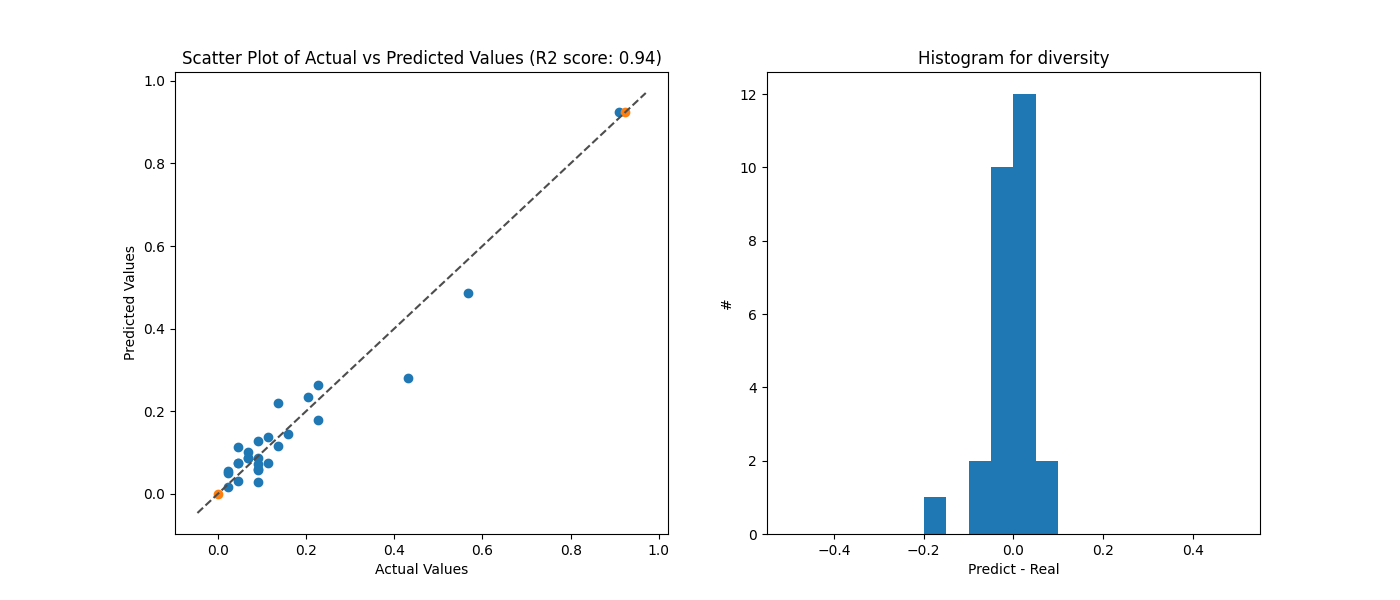 Scatter Plot of Actual vs Predicted Values (R2 score: 0.94)
1.0
0.8
0.6
0.4
0.2
0.0
Predicted Values
0.0 0.2 0.4 0.6 0.8 1.0
Actual Values
Histogram for diversity
12
10
8
6
4
2
0
#
−0.4 −0.2 0.0 0.2 0.4
Predict - Real